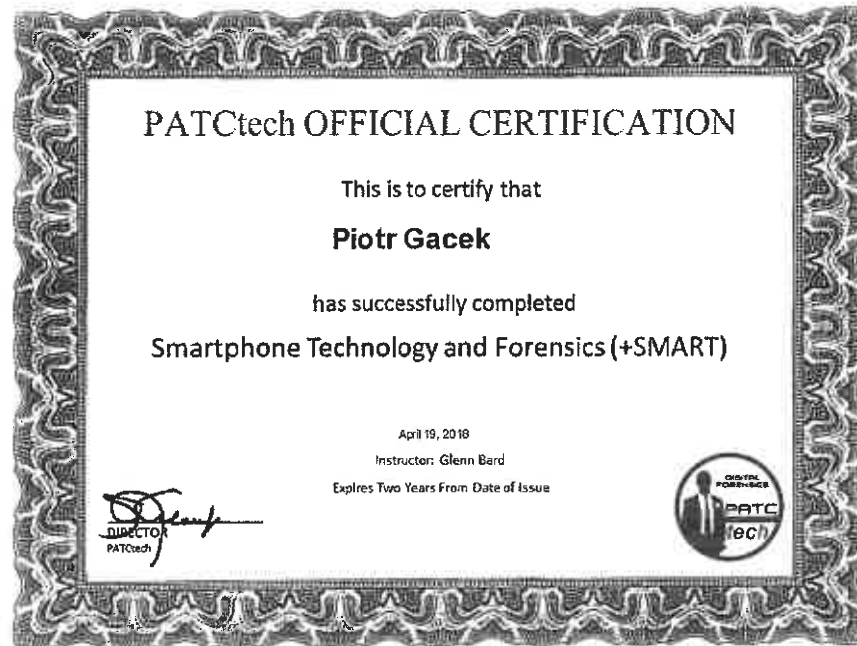 PATCtech OFFICIAL CERTIFICATION
This is to certify that
Piotr Gacek
has successfully completed
Smartphone Technology and Forensics (+SMART)
April 19, 2018
Instructor: Glenn Bard
Expires Two Years From Date of Issue
DIRECTOR
PATCtech
DIGITAL
FORENSICS
PATC
tech